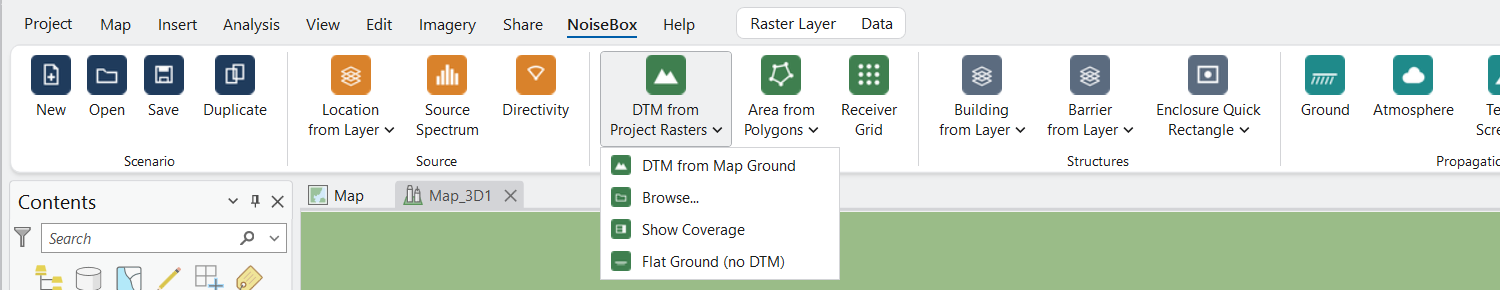 Project Map Insert Analysis View Edit Imagery Share NoiseBox Help Raster Layer Data
New Open Save Duplicate
Location from Layer
Source Spectrum
Directivity
DTM from Project Rasters
Area from Polygons
Receiver Grid
Building from Layer
Barrier from Layer
Enclosure Quick Rectangle
Ground Atmosphere
Scenario Source Structures
Contents
Search
Map Map_3D1
DTM from Map Ground
Browse...
Show Coverage
Flat Ground (no DTM)